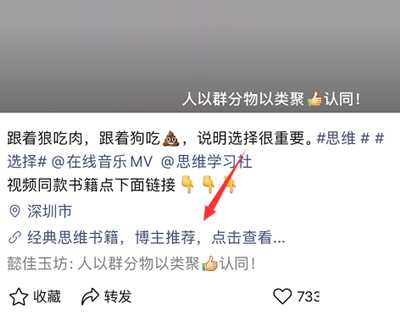 人以群分物以类聚👍认同！
跟着狼吃肉，跟着狗吃💩，说明选择很重要。#思维 # #
选择# @在线音乐MV @思维学习社
视频同款书籍点下面链接👇👇👇
深圳市
经典思维书籍，博主推荐，点击查看...
懿佳玉坊: 人以群分物以类聚👍认同！
收藏 转发 733